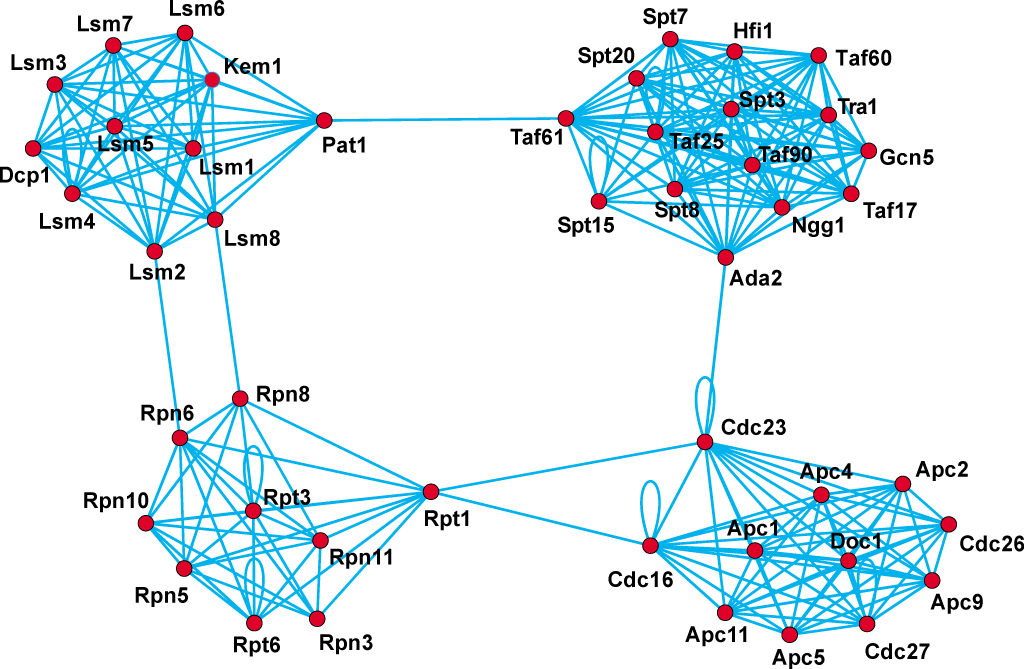 Lsm6
Lsm7
Lsm3
Kem1
Lsm5
Lsm1
Dcp1
Lsm4
Lsm8
Lsm2
Pat1
Spt7
Hfi1
Spt20
Taf60
Spt3
Tra1
Taf61
Taf25
Taf90
Gcn5
Spt15
Spt8
Ngg1
Taf17
Ada2
Rpn8
Rpn6
Rpn10
Rpt3
Rpt1
Rpn11
Rpn5
Rpt6
Rpn3
Cdc23
Apc4
Apc2
Apc1
Doc1
Cdc26
Cdc16
Apc9
Apc11
Apc5
Cdc27